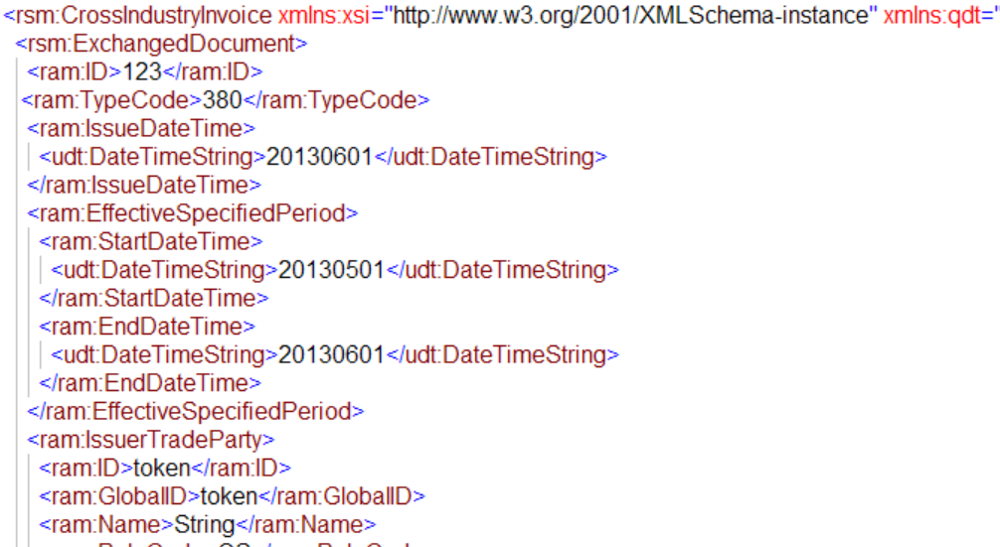 <rsm:CrossIndustryInvoice xmlns:xsi="http://www.w3.org/2001/XMLSchema-instance" xmlns:qdt="
<rsm:ExchangedDocument>
<ram:ID>123</ram:ID>
<ram:TypeCode>380</ram:TypeCode>
<ram:IssueDateTime>
<udt:DateTimeString>20130601</udt:DateTimeString>
</ram:IssueDateTime>
<ram:EffectiveSpecifiedPeriod>
<ram:StartDateTime>
<udt:DateTimeString>20130501</udt:DateTimeString>
</ram:StartDateTime>
<ram:EndDateTime>
<udt:DateTimeString>20130601</udt:DateTimeString>
</ram:EndDateTime>
</ram:EffectiveSpecifiedPeriod>
<ram:IssuerTradeParty>
<ram:ID>token</ram:ID>
<ram:GlobalID>token</ram:GlobalID>
<ram:Name>String</ram:Name>